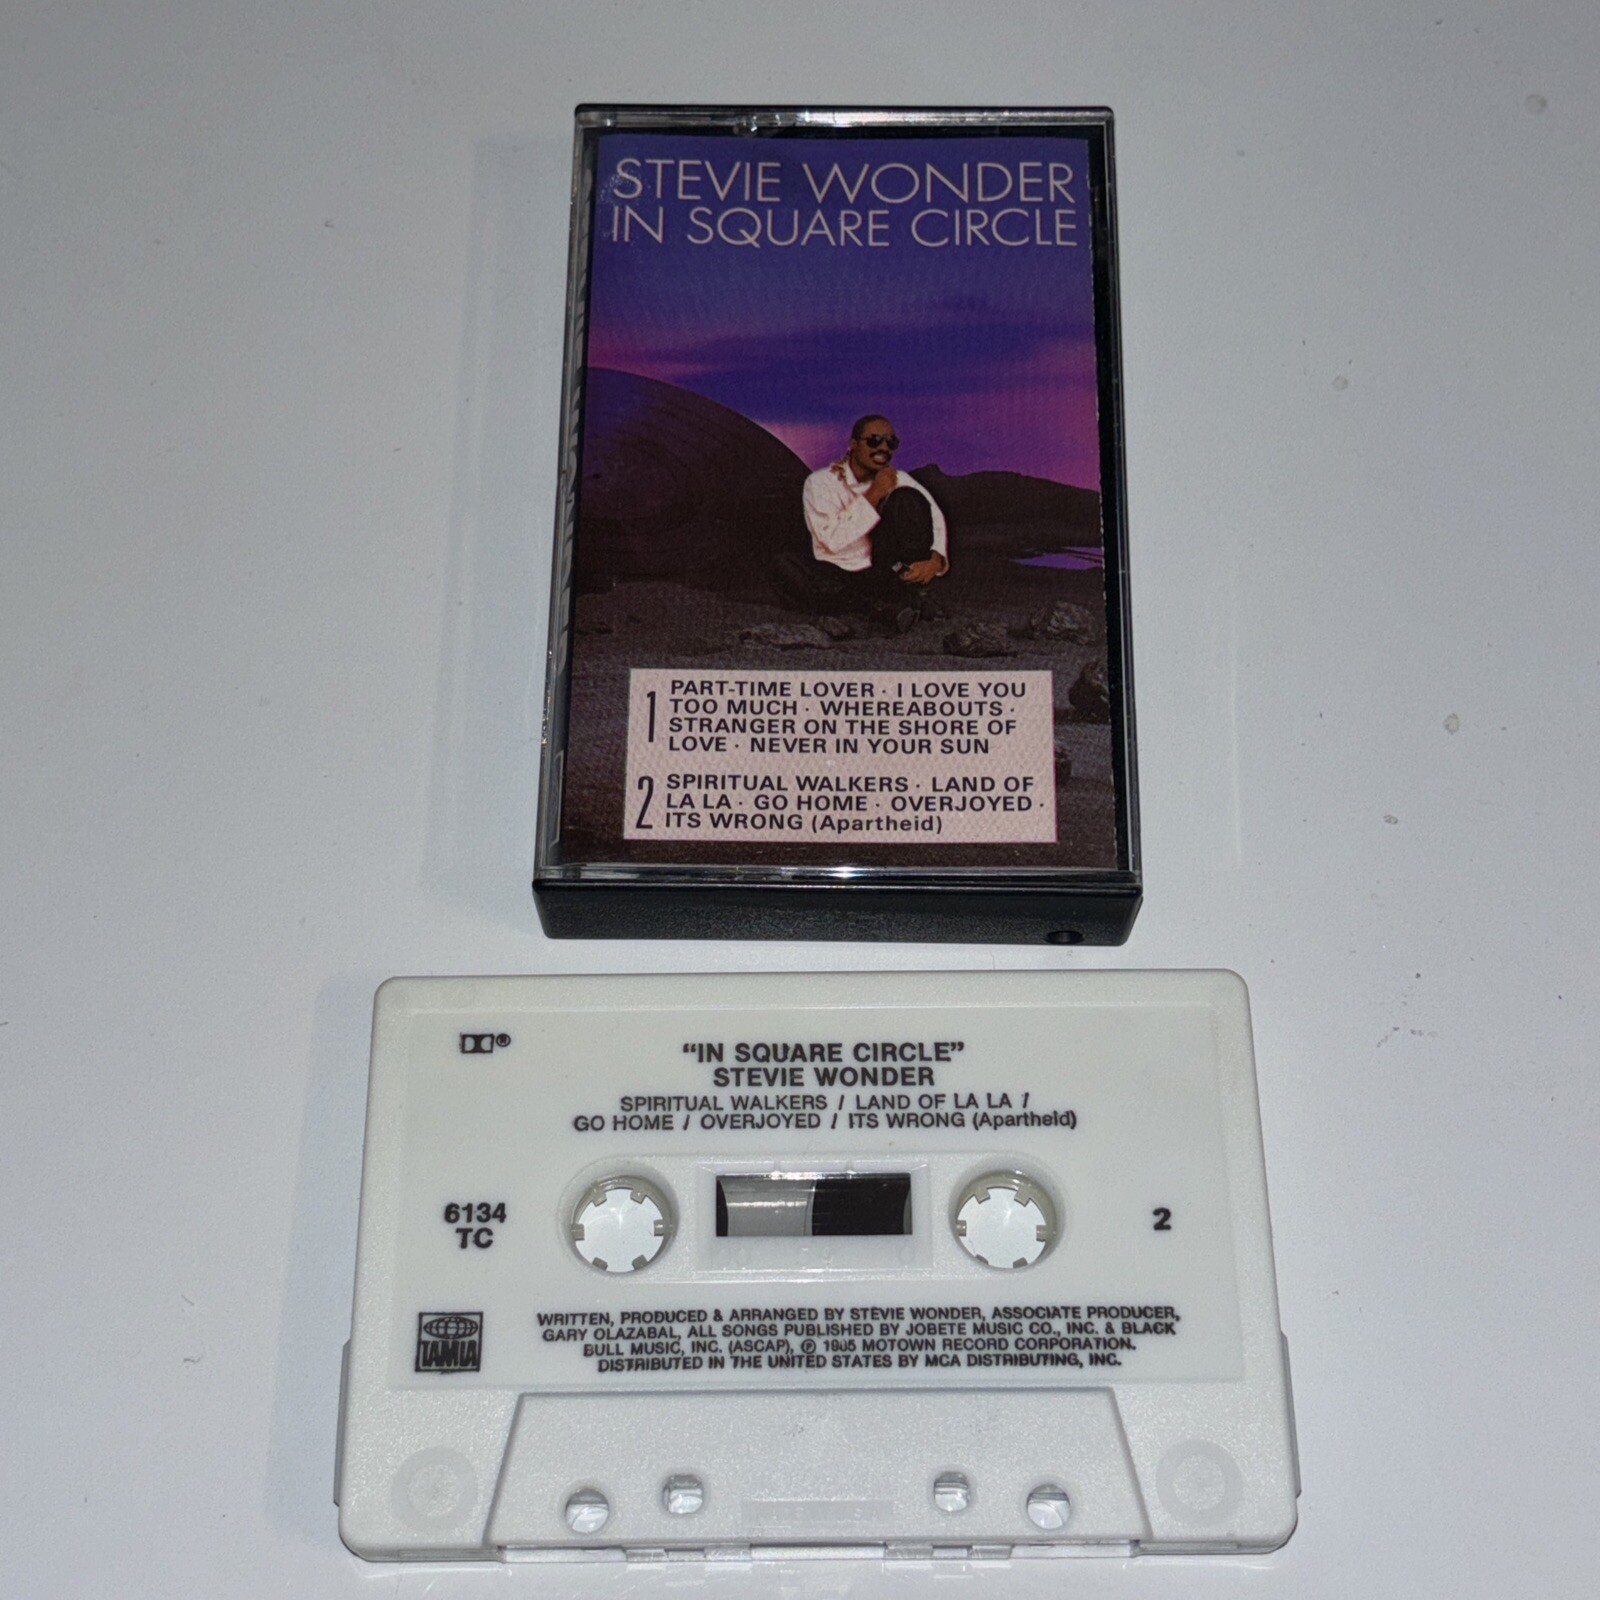 STEVIE WONDER
IN SQUARE CIRCLE
1 PART-TIME LOVER · I LOVE YOU
TOO MUCH · WHEREABOUTS ·
STRANGER ON THE SHORE OF
LOVE · NEVER IN YOUR SUN
2 SPIRITUAL WALKERS · LAND OF
LA LA · GO HOME · OVERJOYED ·
ITS WRONG (Apartheid)
“IN SQUARE CIRCLE”
STEVIE WONDER
SPIRITUAL WALKERS / LAND OF LA LA /
GO HOME / OVERJOYED / ITS WRONG (Apartheid)
6134
TC
2
TAMLA
WRITTEN, PRODUCED & ARRANGED BY STEVIE WONDER, ASSOCIATE PRODUCER,
GARY OLAZABAL, ALL SONGS PUBLISHED BY JOBETE MUSIC CO., INC. & BLACK
BULL MUSIC, INC. (ASCAP), ℗ 1985 MOTOWN RECORD CORPORATION.
DISTRIBUTED IN THE UNITED STATES BY MCA DISTRIBUTING, INC.